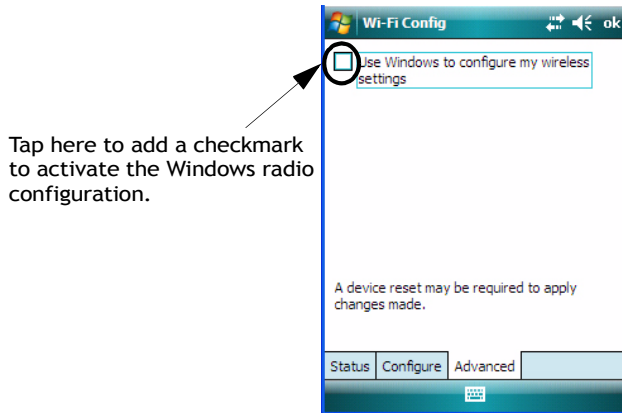 Wi-Fi Config ok
Use Windows to configure my wireless
settings
Tap here to add a checkmark
to activate the Windows radio
configuration.
A device reset may be required to apply
changes made.
Status Configure Advanced